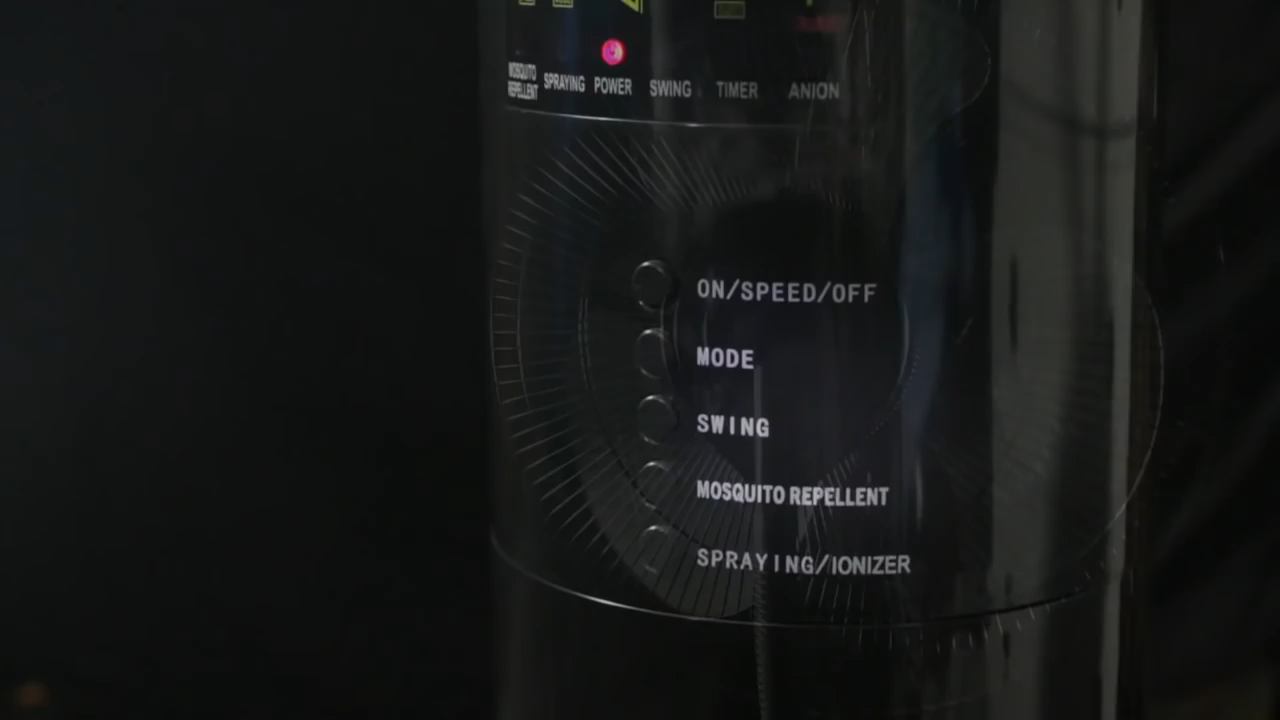 MOSQUITO REPELLENT SPRAYING POWER SWING TIMER ANION
ON/SPEED/OFF
MODE
SWING
MOSQUITO REPELLENT
SPRAYING/IONIZER